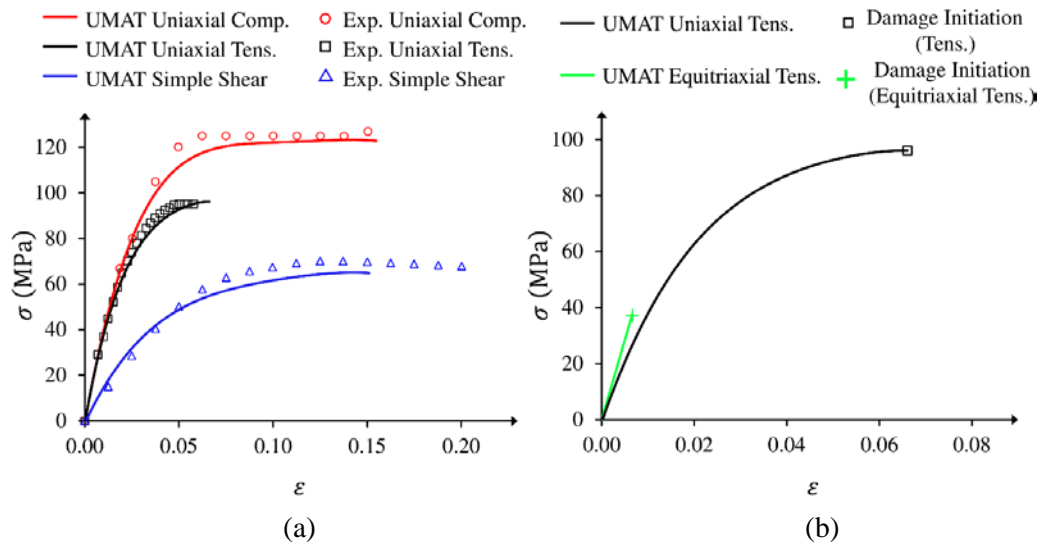 UMAT Uniaxial Comp.
Exp. Uniaxial Comp.
UMAT Uniaxial Tens.
Exp. Uniaxial Tens.
UMAT Simple Shear
Exp. Simple Shear
120
100
80
60
40
20
0
σ (MPa)
0.00
0.05
0.10
0.15
0.20
ε
(a)
UMAT Uniaxial Tens.
Damage Initiation
(Tens.)
UMAT Equitriaxial Tens.
Damage Initiation
(Equitriaxial Tens.)
100
80
60
40
20
0
σ (MPa)
0.00
0.02
0.04
0.06
0.08
ε
(b)